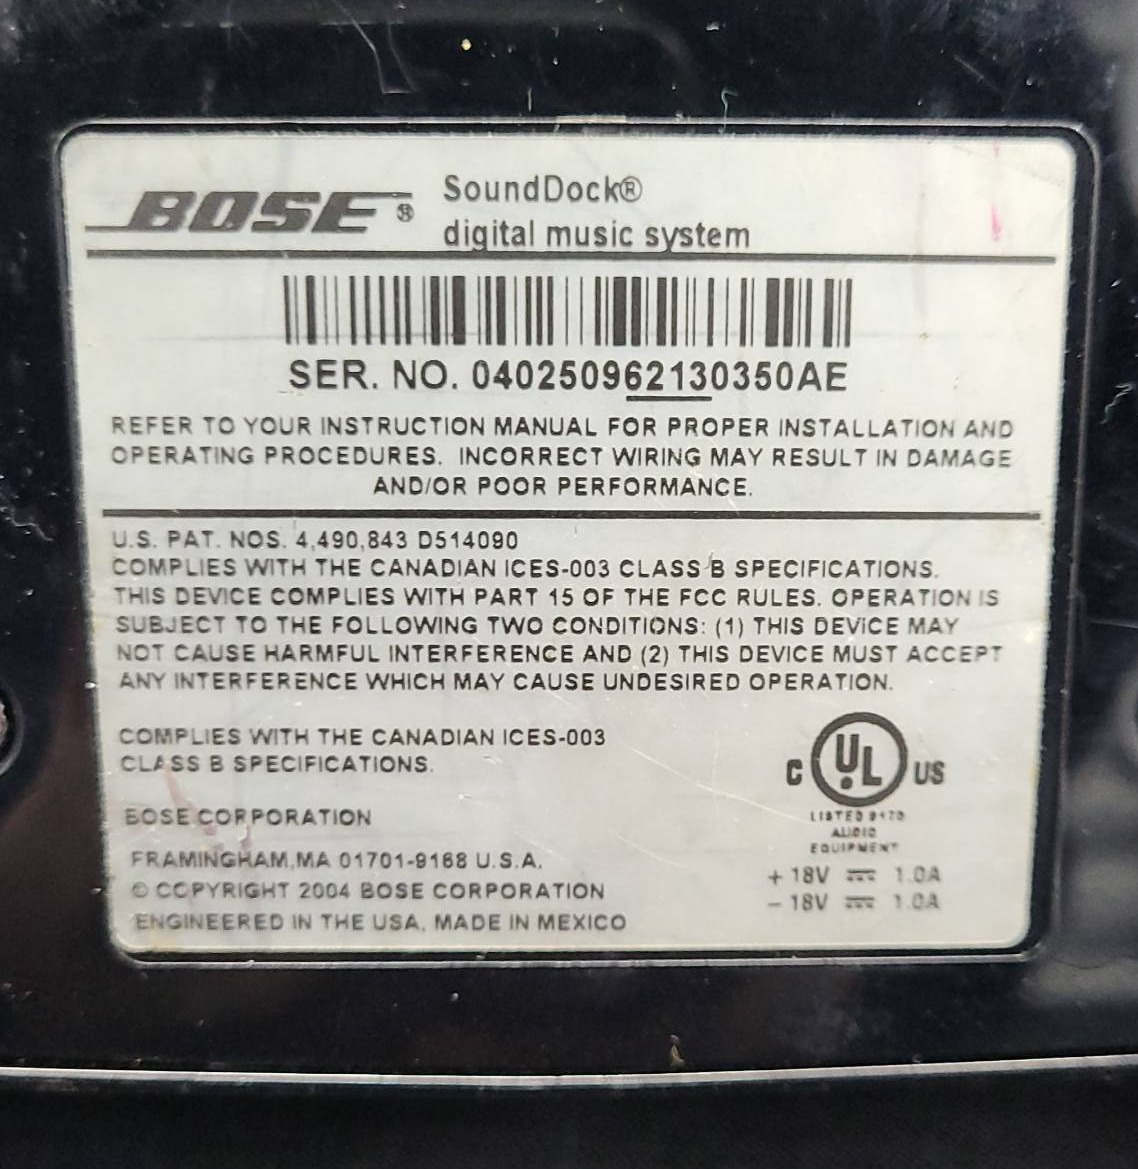 BOSE® SoundDock®
digital music system
SER. NO. 040250962130350AE
REFER TO YOUR INSTRUCTION MANUAL FOR PROPER INSTALLATION AND
OPERATING PROCEDURES. INCORRECT WIRING MAY RESULT IN DAMAGE
AND/OR POOR PERFORMANCE.
U.S. PAT. NOS. 4,490,843 D514090
COMPLIES WITH THE CANADIAN ICES-003 CLASS B SPECIFICATIONS.
THIS DEVICE COMPLIES WITH PART 15 OF THE FCC RULES. OPERATION IS
SUBJECT TO THE FOLLOWING TWO CONDITIONS: (1) THIS DEVICE MAY
NOT CAUSE HARMFUL INTERFERENCE AND (2) THIS DEVICE MUST ACCEPT
ANY INTERFERENCE WHICH MAY CAUSE UNDESIRED OPERATION.
COMPLIES WITH THE CANADIAN ICES-003
CLASS B SPECIFICATIONS.
BOSE CORPORATION
FRAMINGHAM, MA 01701-9168 U.S.A.
© COPYRIGHT 2004 BOSE CORPORATION
ENGINEERED IN THE USA, MADE IN MEXICO
C UL US
LISTED
AUDIO
EQUIPMENT
+ 18V ⎓ 1.0A
– 18V ⎓ 1.0A